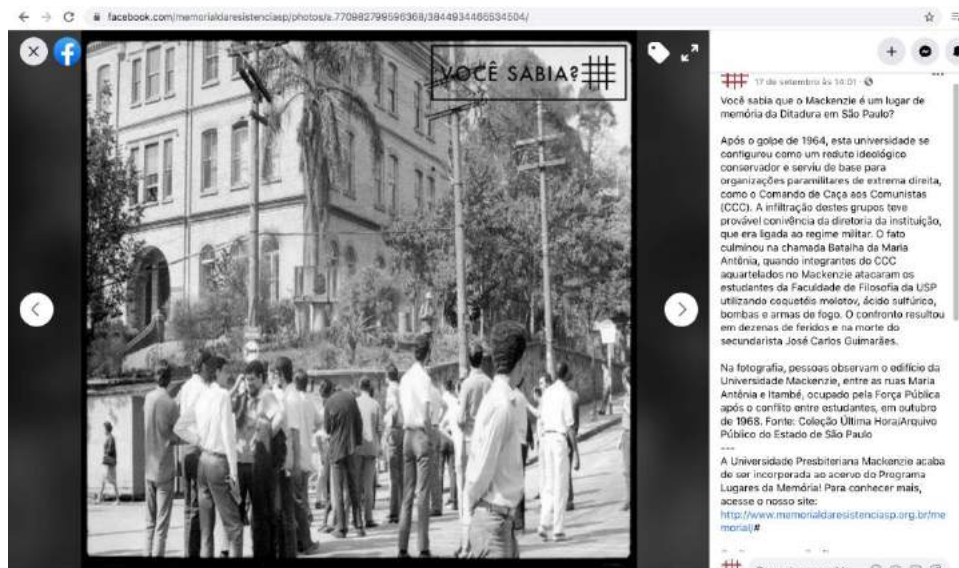 facebook.com/memorialdaresistenciasp/photos/a.770982799596368/3844934465534504/
VOCÊ SABIA?
17 de setembro às 14:01
Você sabia que o Mackenzie é um lugar de
memória da Ditadura em São Paulo?
Após o golpe de 1964, esta universidade se
configurou como um reduto ideológico
conservador e serviu de base para
organizações paramilitares de extrema direita,
como o Comando de Caça aos Comunistas
(CCC). A infiltração destes grupos teve
provável conivência da diretoria da instituição,
que era ligada ao regime militar. O fato
culminou na chamada Batalha da Maria
Antônia, quando integrantes do CCC
aquartelados no Mackenzie atacaram os
estudantes da Faculdade de Filosofia da USP
utilizando coquetéis molotov, ácido sulfúrico,
bombas e armas de fogo. O confronto resultou
em dezenas de feridos e na morte do
secundarista José Carlos Guimarães.
Na fotografia, pessoas observam o edifício da
Universidade Mackenzie, entre as ruas Maria
Antônia e Itambé, ocupado pela Força Pública
após o conflito entre estudantes, em outubro
de 1968. Fonte: Coleção Última Hora/Arquivo
Público do Estado de São Paulo
---
A Universidade Presbiteriana Mackenzie acaba
de ser incorporada ao acervo do Programa
Lugares da Memória! Para conhecer mais,
acesse o nosso site:
http://www.memorialdaresistenciasp.org.br/me
morial/#